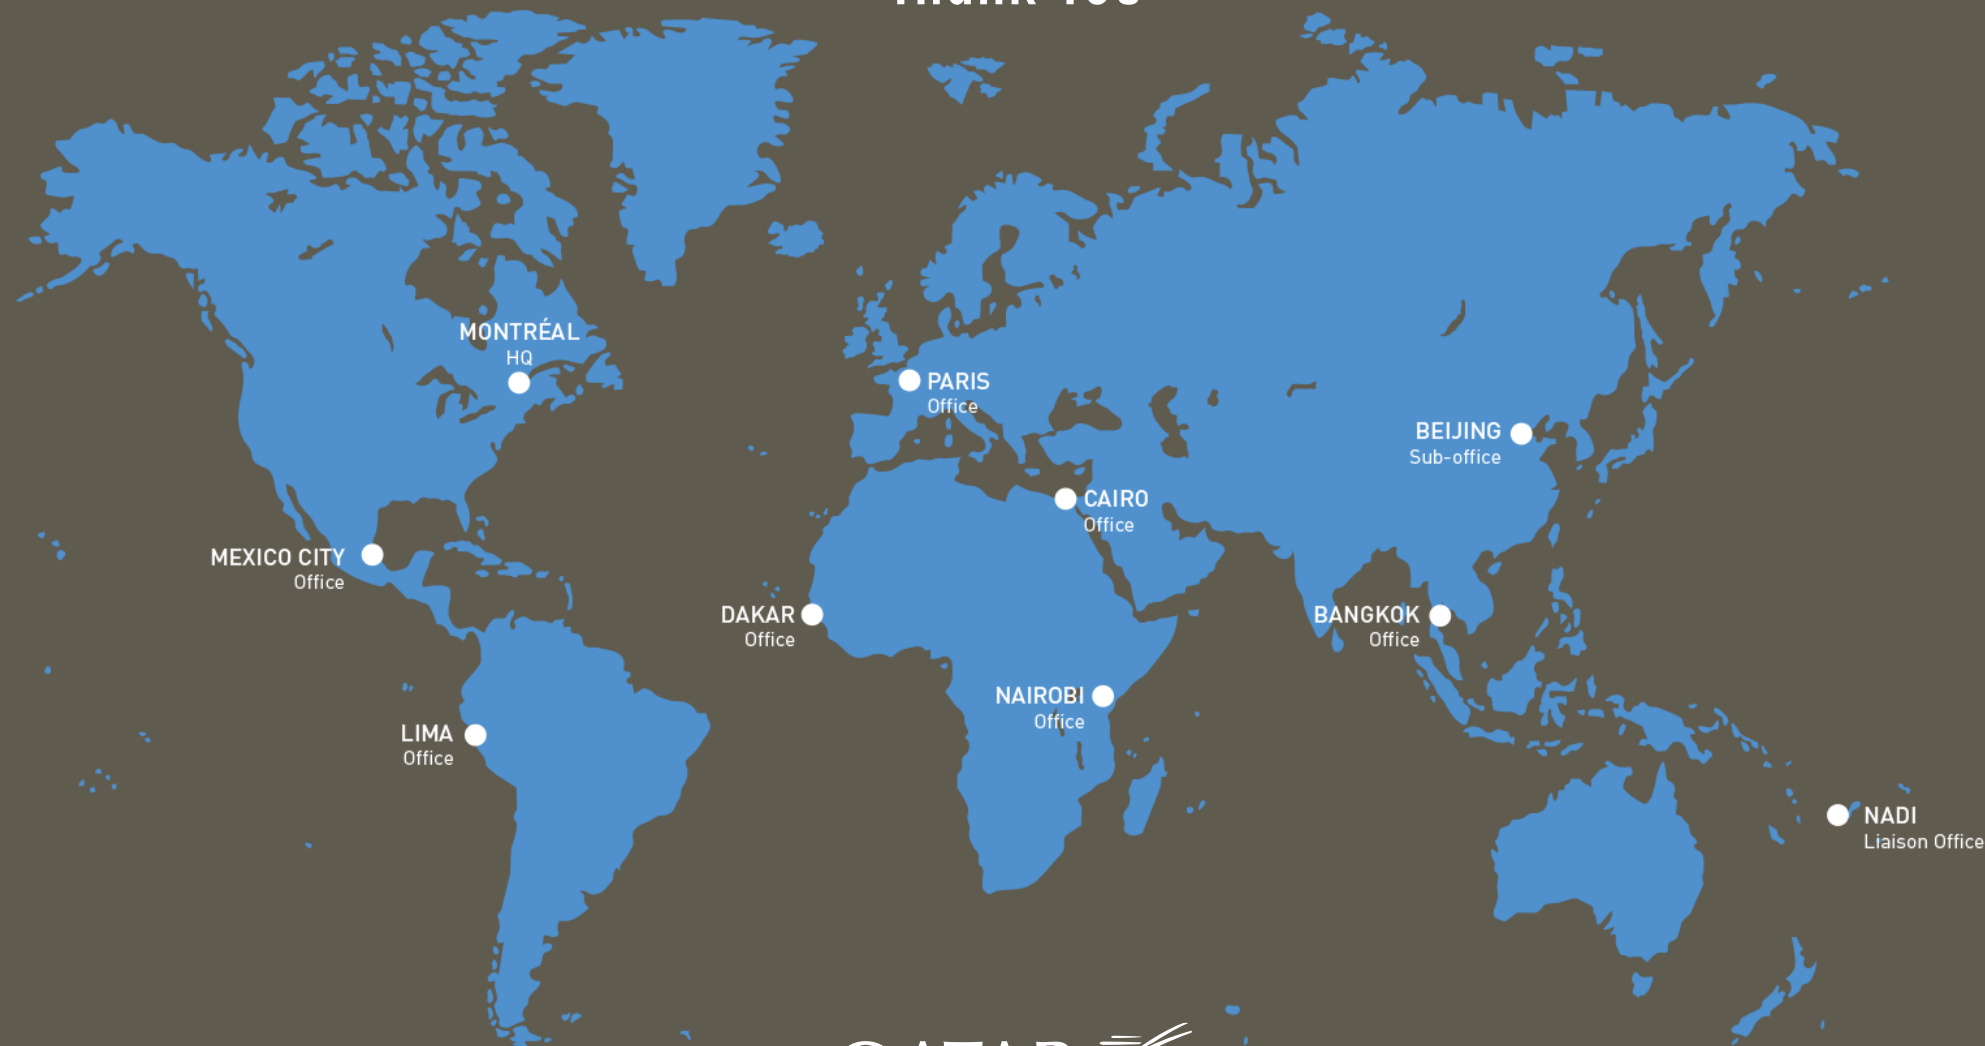 MONTRÉAL
HQ
PARIS
Office
BEIJING
Sub-office
CAIRO
Office
MEXICO CITY
Office
DAKAR
Office
BANGKOK
Office
NAIROBI
Office
LIMA
Office
NADI
Liaison Office